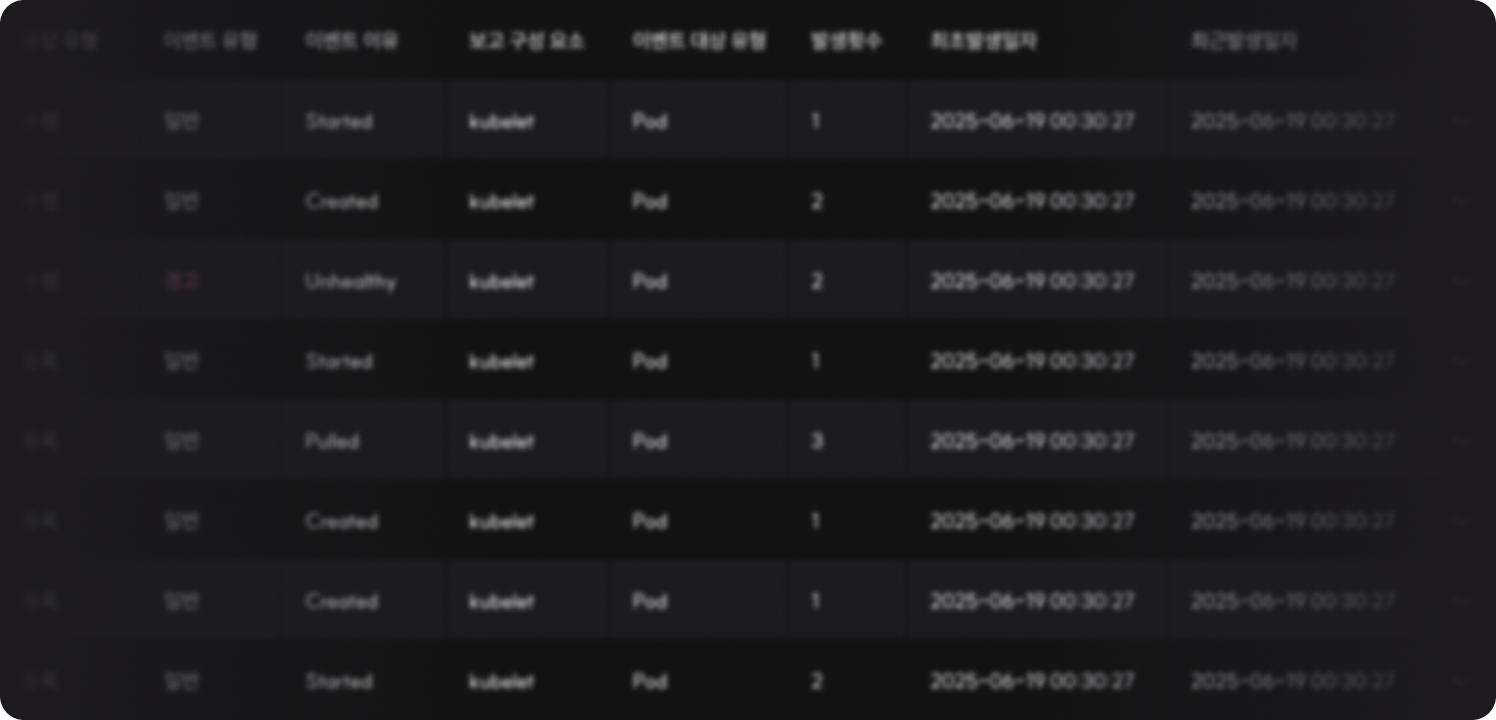 유형 이벤트 유형 이벤트 이유 보고 구성 요소 이벤트 대상 유형 발생횟수 최초발생일자 최근발생일자
일반 Started kubelet Pod 1 2025-06-19 00:30:27 2025-06-19 00:30:27
일반 Created kubelet Pod 2 2025-06-19 00:30:27 2025-06-19 00:30:27
경고 Unhealthy kubelet Pod 2 2025-06-19 00:30:27 2025-06-19 00:30:27
일반 Started kubelet Pod 1 2025-06-19 00:30:27 2025-06-19 00:30:27
일반 Pulled kubelet Pod 3 2025-06-19 00:30:27 2025-06-19 00:30:27
일반 Created kubelet Pod 1 2025-06-19 00:30:27 2025-06-19 00:30:27
일반 Created kubelet Pod 1 2025-06-19 00:30:27 2025-06-19 00:30:27
일반 Started kubelet Pod 2 2025-06-19 00:30:27 2025-06-19 00:30:27